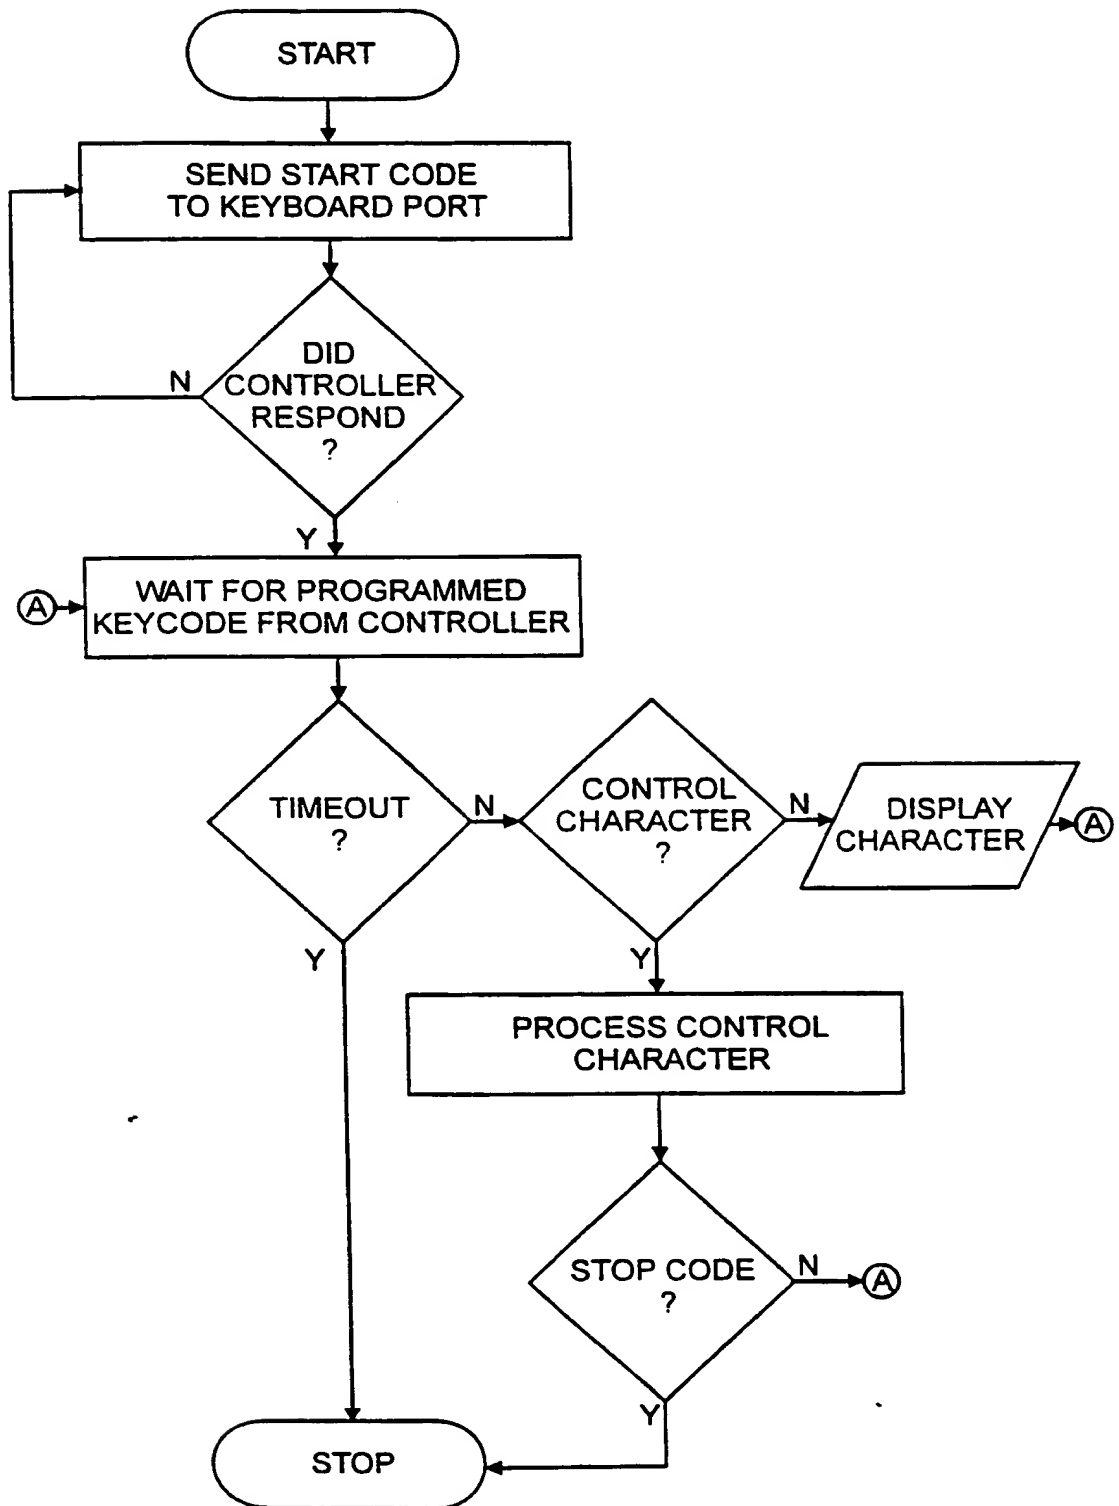 START
SEND START CODE
TO KEYBOARD PORT
DID
CONTROLLER
RESPOND
?
N
Y
WAIT FOR PROGRAMMED
KEYCODE FROM CONTROLLER
A
TIMEOUT
?
N
Y
CONTROL
CHARACTER
?
N
Y
DISPLAY
CHARACTER
A
PROCESS CONTROL
CHARACTER
STOP CODE
?
N
A
Y
STOP